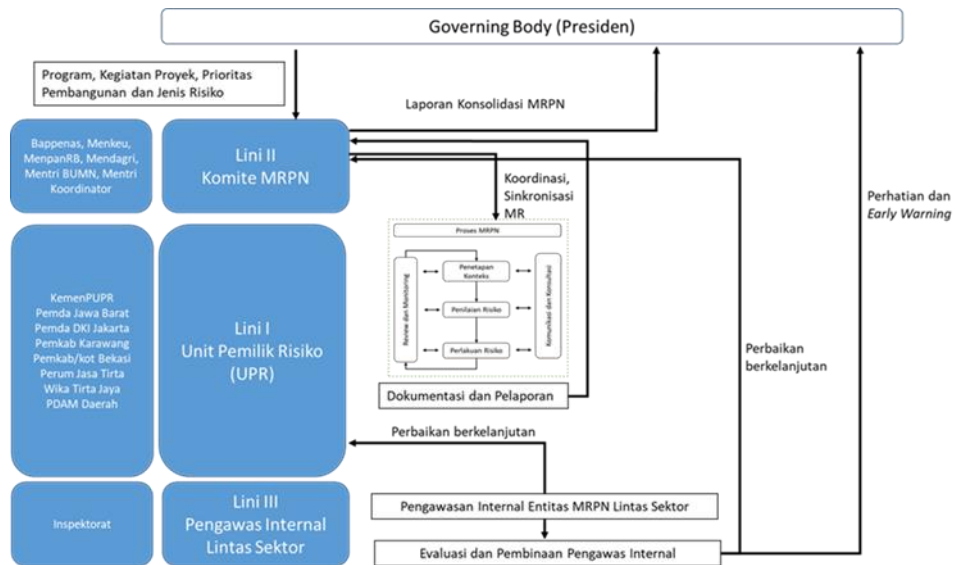 Governing Body (Presiden)
Program, Kegiatan Proyek, Prioritas
Pembangunan dan Jenis Risiko
Laporan Konsolidasi MRPN
Bappenas, Menkeu,
MenpanRB, Mendagri,
Mentri BUMN, Mentri
Koordinator
Lini II
Komite MRPN
Koordinasi,
Sinkronisasi
MR
Perhatian dan
Early Warning
Proses MRPN
Review dan Monitoring
Penetapan
Konteks
Penilaian Risiko
Perlakuan Risiko
Komunikasi dan Konsultasi
KemenPUPR
Pemda Jawa Barat
Pemda DKI Jakarta
Pemkab Karawang
Pemkab/kot Bekasi
Perum Jasa Tirta
Wika Tirta Jaya
PDAM Daerah
Lini I
Unit Pemilik Risiko
(UPR)
Perbaikan
berkelanjutan
Dokumentasi dan Pelaporan
Perbaikan berkelanjutan
Inspektorat
Lini III
Pengawas Internal
Lintas Sektor
Pengawasan Internal Entitas MRPN Lintas Sektor
Evaluasi dan Pembinaan Pengawas Internal